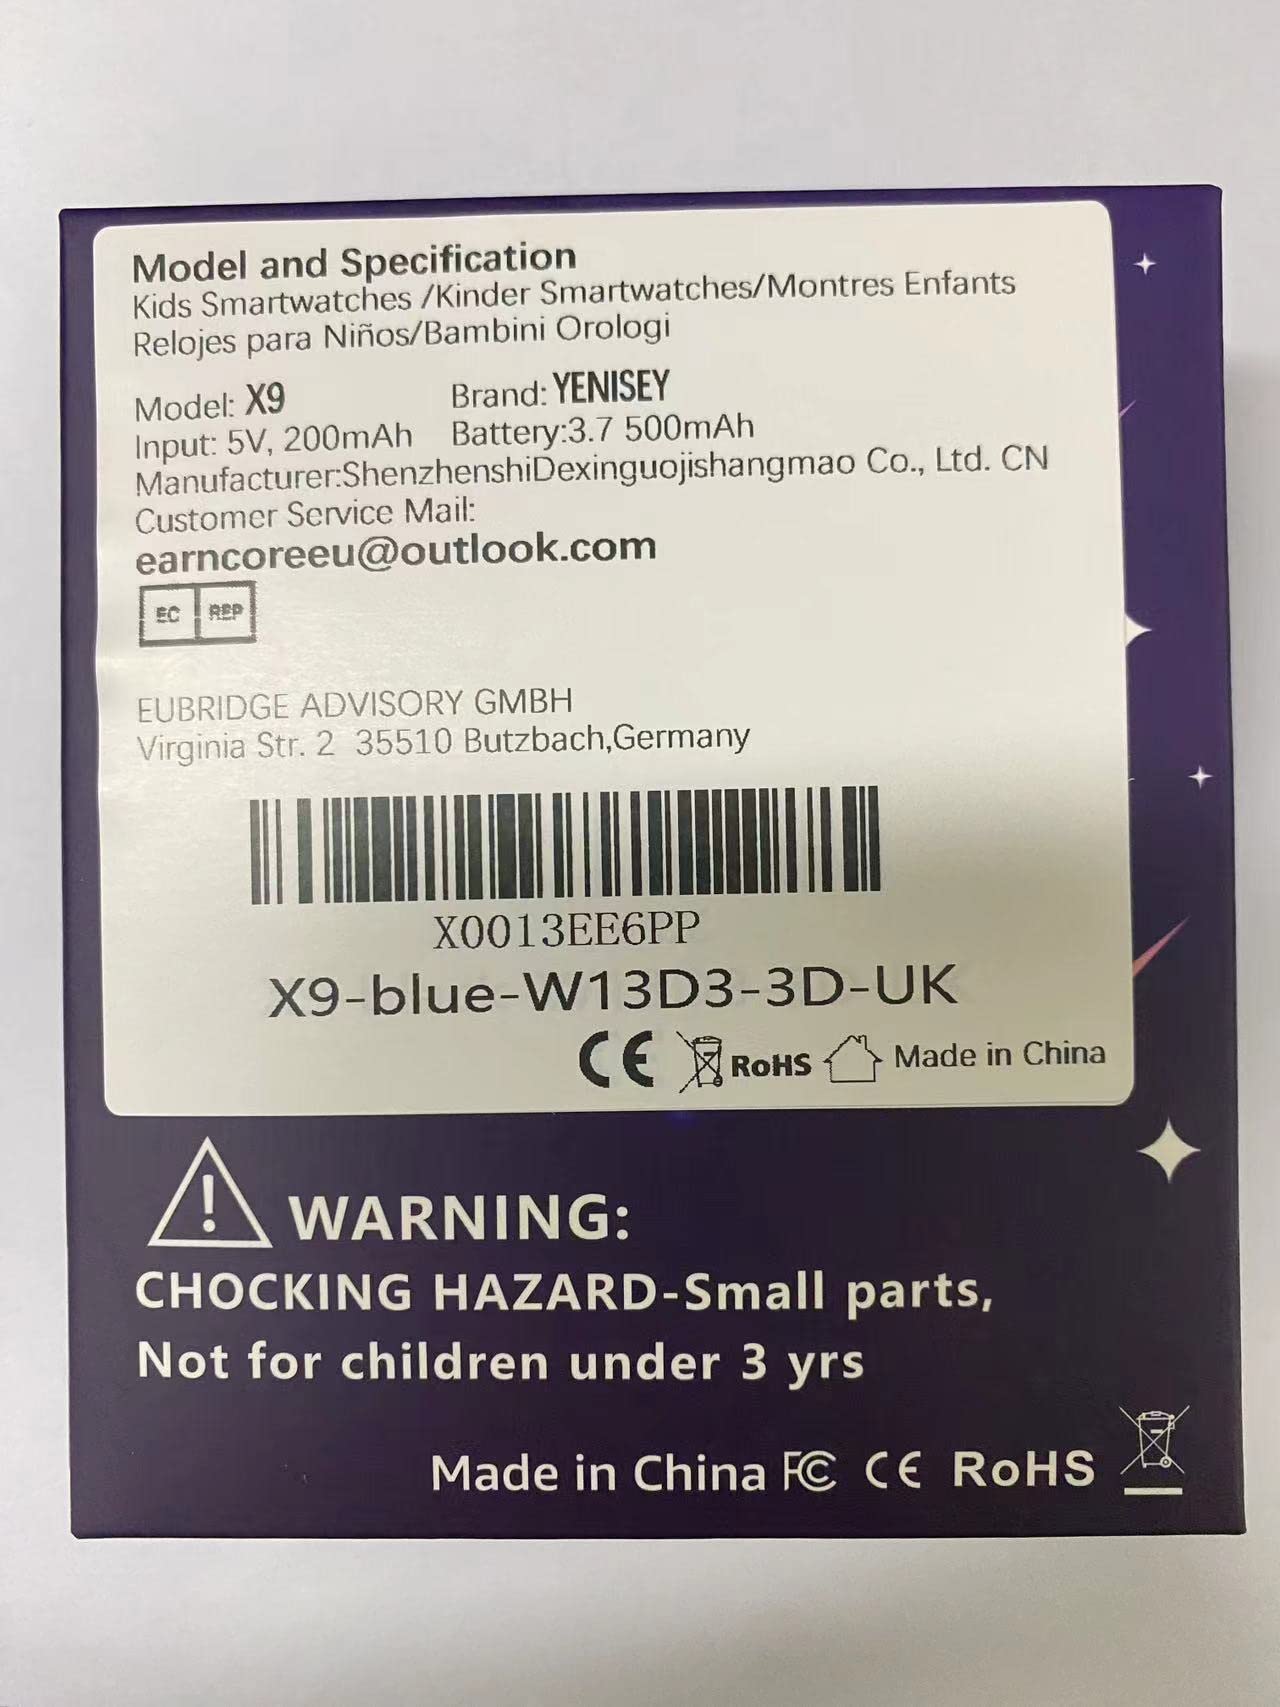 Model and Specification
Kids Smartwatches /Kinder Smartwatches/Montres Enfants
Relojes para Niños/Bambini Orologi
Model: X9 Brand: YENISEY
Input: 5V, 200mAh Battery:3.7 500mAh
Manufacturer:ShenzhenshiDexinguojishangmao Co., Ltd. CN
Customer Service Mail:
earncoreeu@outlook.com
EC REP
EUBRIDGE ADVISORY GMBH
Virginia Str. 2 35510 Butzbach,Germany
X0013EE6PP
X9-blue-W13D3-3D-UK
CE RoHS Made in China
! WARNING:
CHOCKING HAZARD-Small parts,
Not for children under 3 yrs
Made in China FC CE RoHS